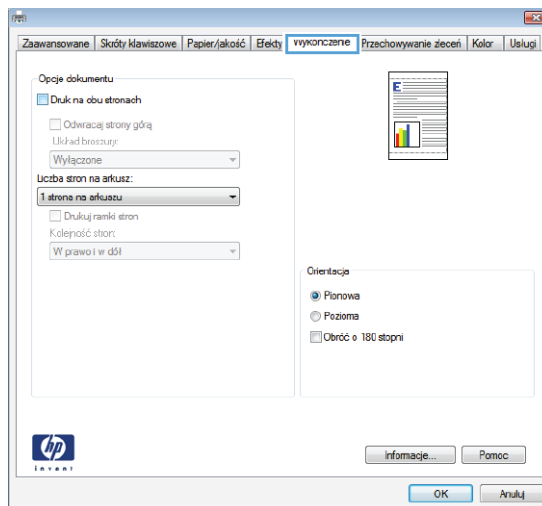 Zaawansowane Skróty klawiszowe Papier/jakość Efekty Wykończenie Przechowywanie zleceń Kolor Usługi
Opcje dokumentu
Druk na obu stronach
Odwracaj strony górą
Układ broszury:
Wyłączone
Liczba stron na arkusz:
1 strona na arkuszu
Drukuj ramki stron
Kolejność stron:
W prawo i w dół
E
Orientacja
Pionowa
Pozioma
Obróć o 180 stopni
hp
invent
Informacje... Pomoc
OK Anuluj